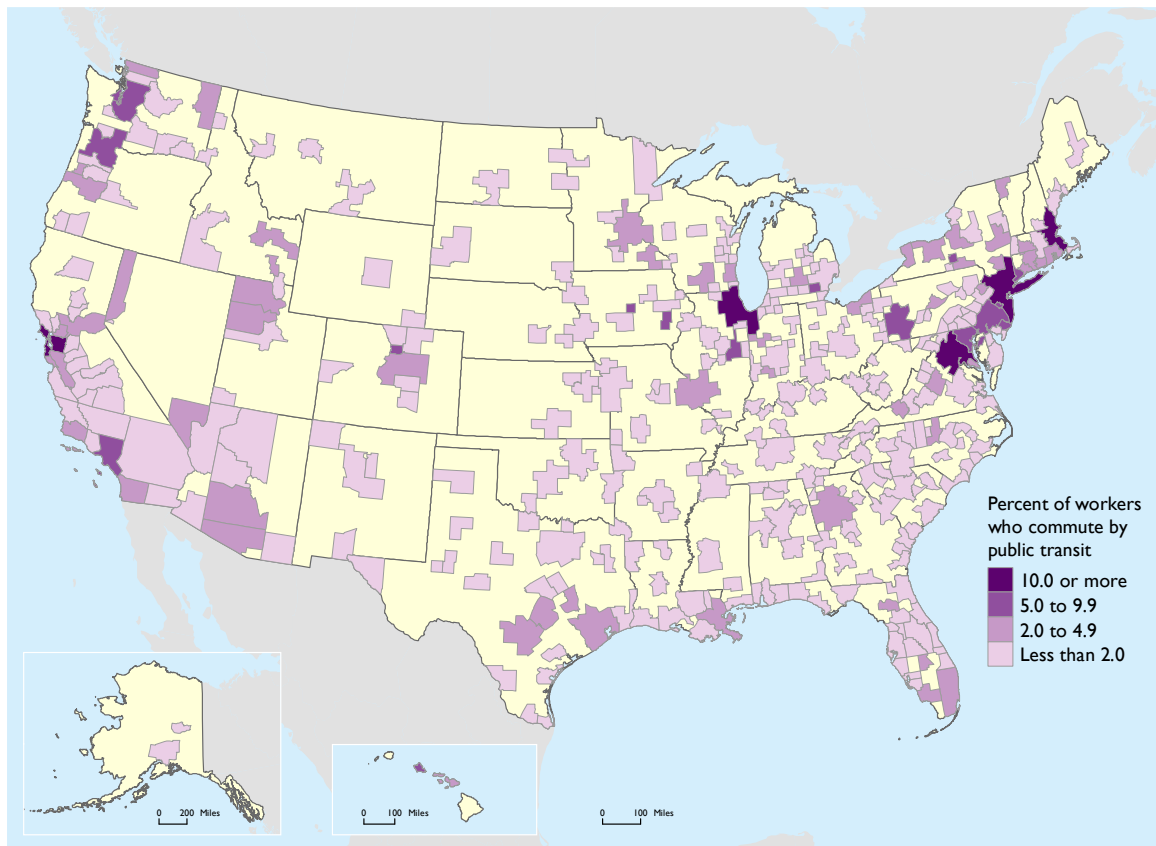 Percent of workers
who commute by
public transit
10.0 or more
5.0 to 9.9
2.0 to 4.9
Less than 2.0
0 200 Miles
0 100 Miles
0 100 Miles